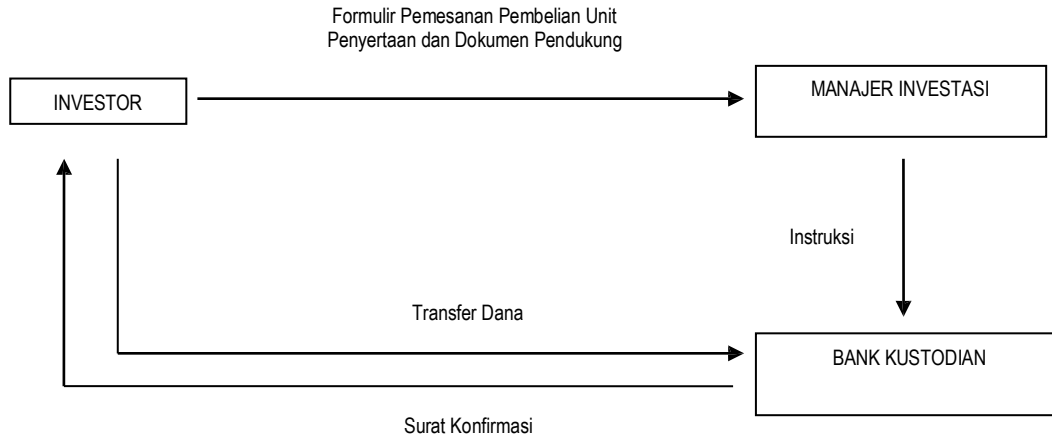 Formulir Pemesanan Pembelian Unit
Penyertaan dan Dokumen Pendukung
INVESTOR
MANAJER INVESTASI
Instruksi
Transfer Dana
BANK KUSTODIAN
Surat Konfirmasi